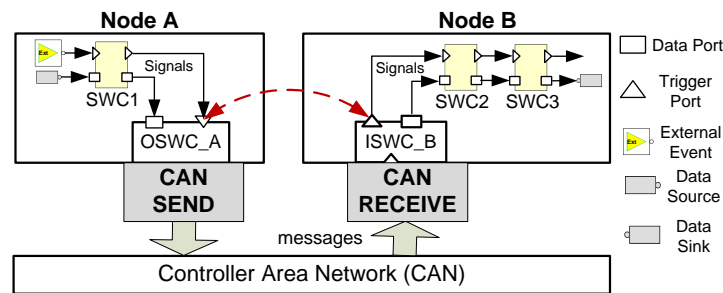 Node A
Node B
Ext
Signals
SWC1
OSWC_A
CAN
SEND
Signals
SWC2
SWC3
ISWC_B
CAN
RECEIVE
messages
Controller Area Network (CAN)
Data Port
Trigger
Port
Ext
External
Event
Data
Source
Data
Sink